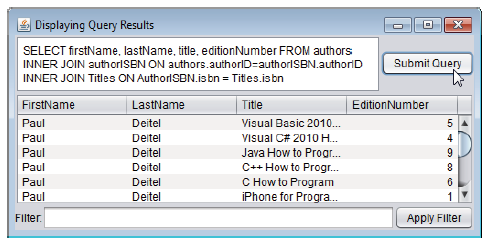 Displaying Query Results
SELECT firstName, lastName, title, editionNumber FROM authors
INNER JOIN authorISBN ON authors.authorID=authorISBN.authorID
INNER JOIN Titles ON AuthorISBN.isbn = Titles.isbn
Submit Query
FirstName LastName Title EditionNumber
Paul Deitel Visual Basic 2010... 5
Paul Deitel Visual C# 2010 H... 4
Paul Deitel Java How to Progr... 9
Paul Deitel C++ How to Progr... 8
Paul Deitel C How to Program 6
Paul Deitel iPhone for Progra... 1
Filter: Apply Filter